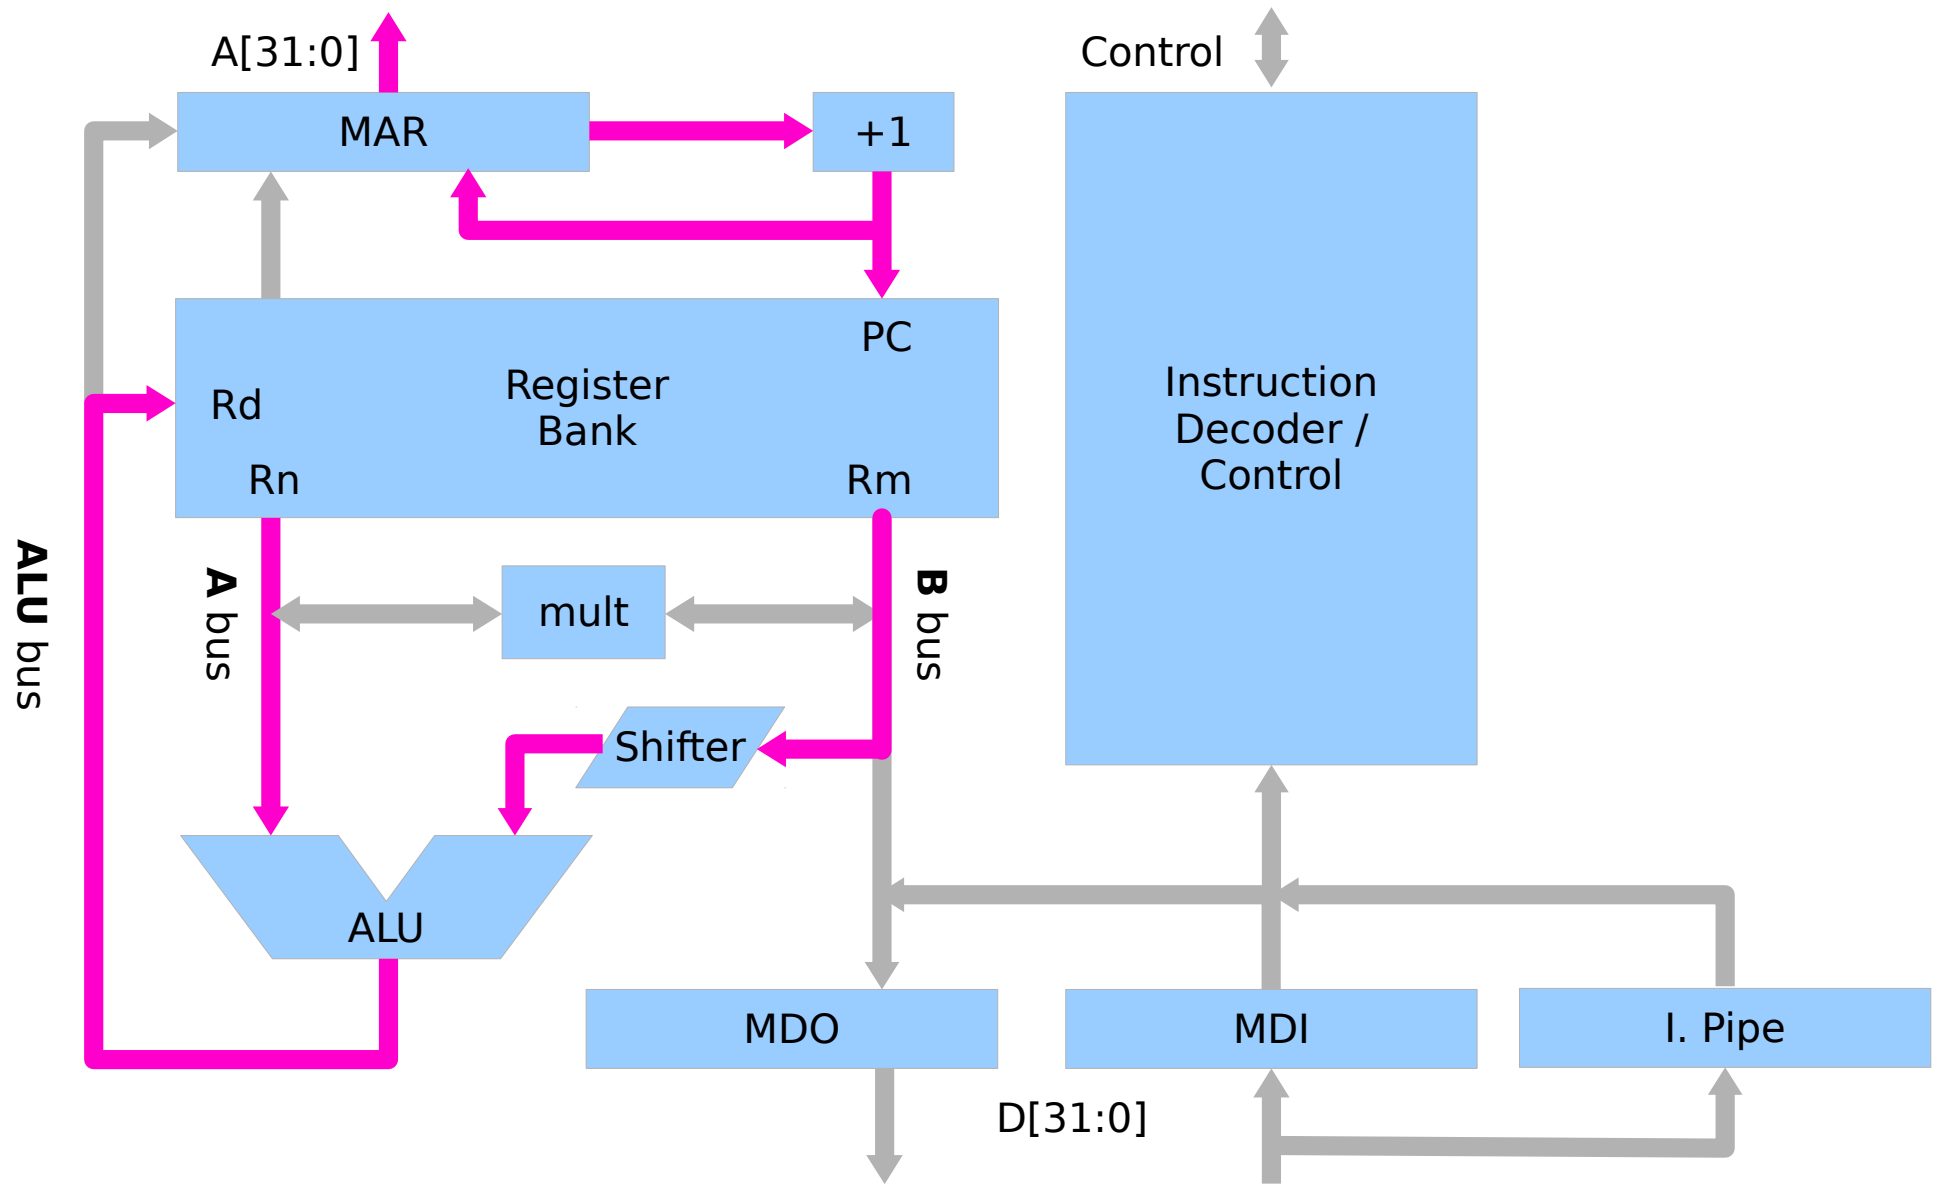 A[31:0]
Control
MAR
+1
PC
Register
Bank
Rd
Rn
Rm
Instruction
Decoder /
Control
ALU bus
A bus
B bus
mult
Shifter
ALU
MDO
MDI
I. Pipe
D[31:0]